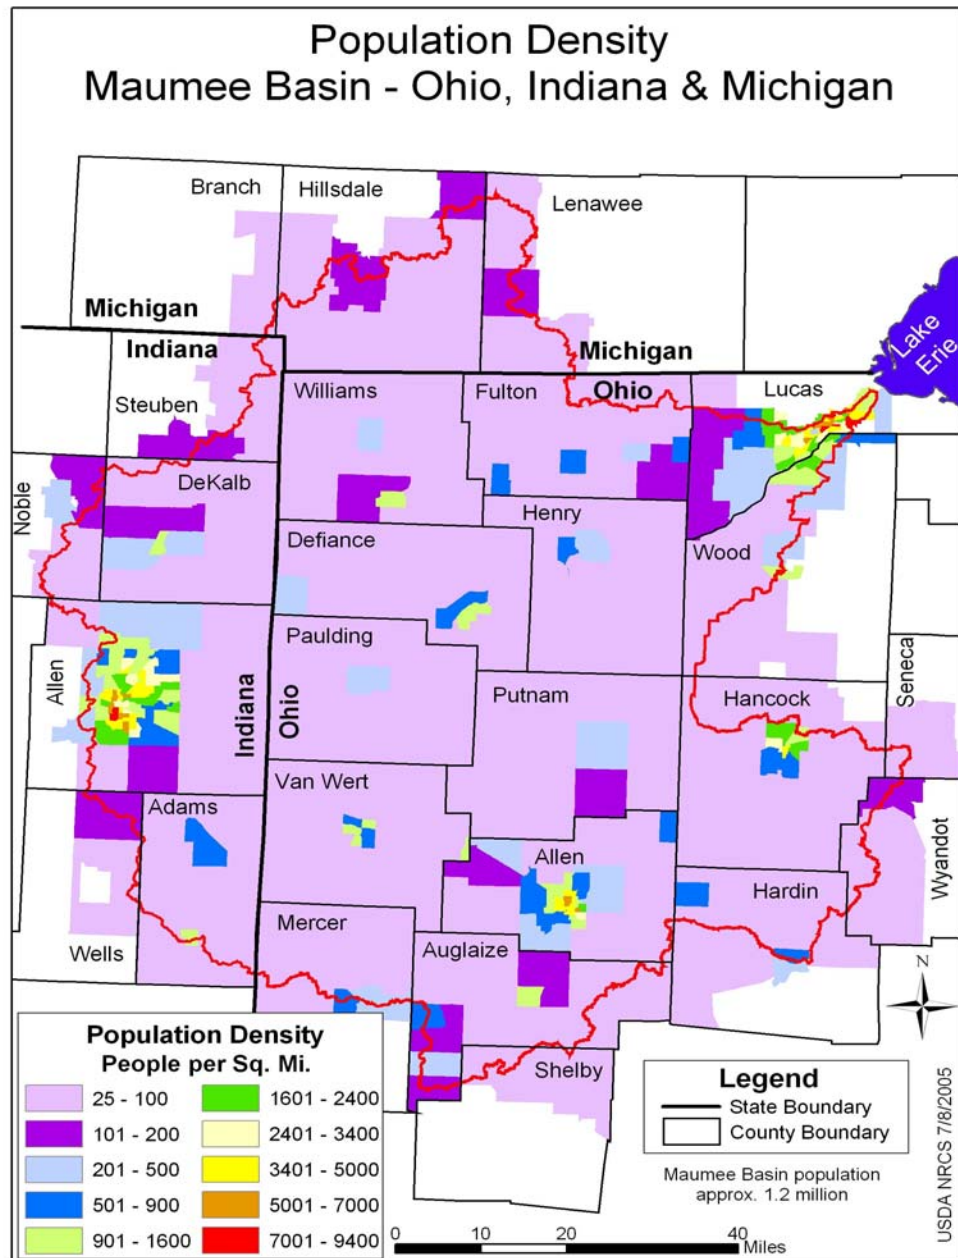 Population Density
Maumee Basin - Ohio, Indiana & Michigan
Branch
Hillsdale
Lenawee
Michigan
Indiana
Michigan
Ohio
Lake
Erie
Steuben
Williams
Fulton
Lucas
Noble
DeKalb
Henry
Defiance
Wood
Paulding
Allen
Indiana
Ohio
Putnam
Hancock
Seneca
Van Wert
Adams
Allen
Hardin
Wyandot
Mercer
Auglaize
Wells
Shelby
N
Population Density
People per Sq. Mi.
25 - 100
101 - 200
201 - 500
501 - 900
901 - 1600
1601 - 2400
2401 - 3400
3401 - 5000
5001 - 7000
7001 - 9400
Legend
State Boundary
County Boundary
Maumee Basin population
approx. 1.2 million
0 10 20 40
Miles
USDA NRCS 7/8/2005